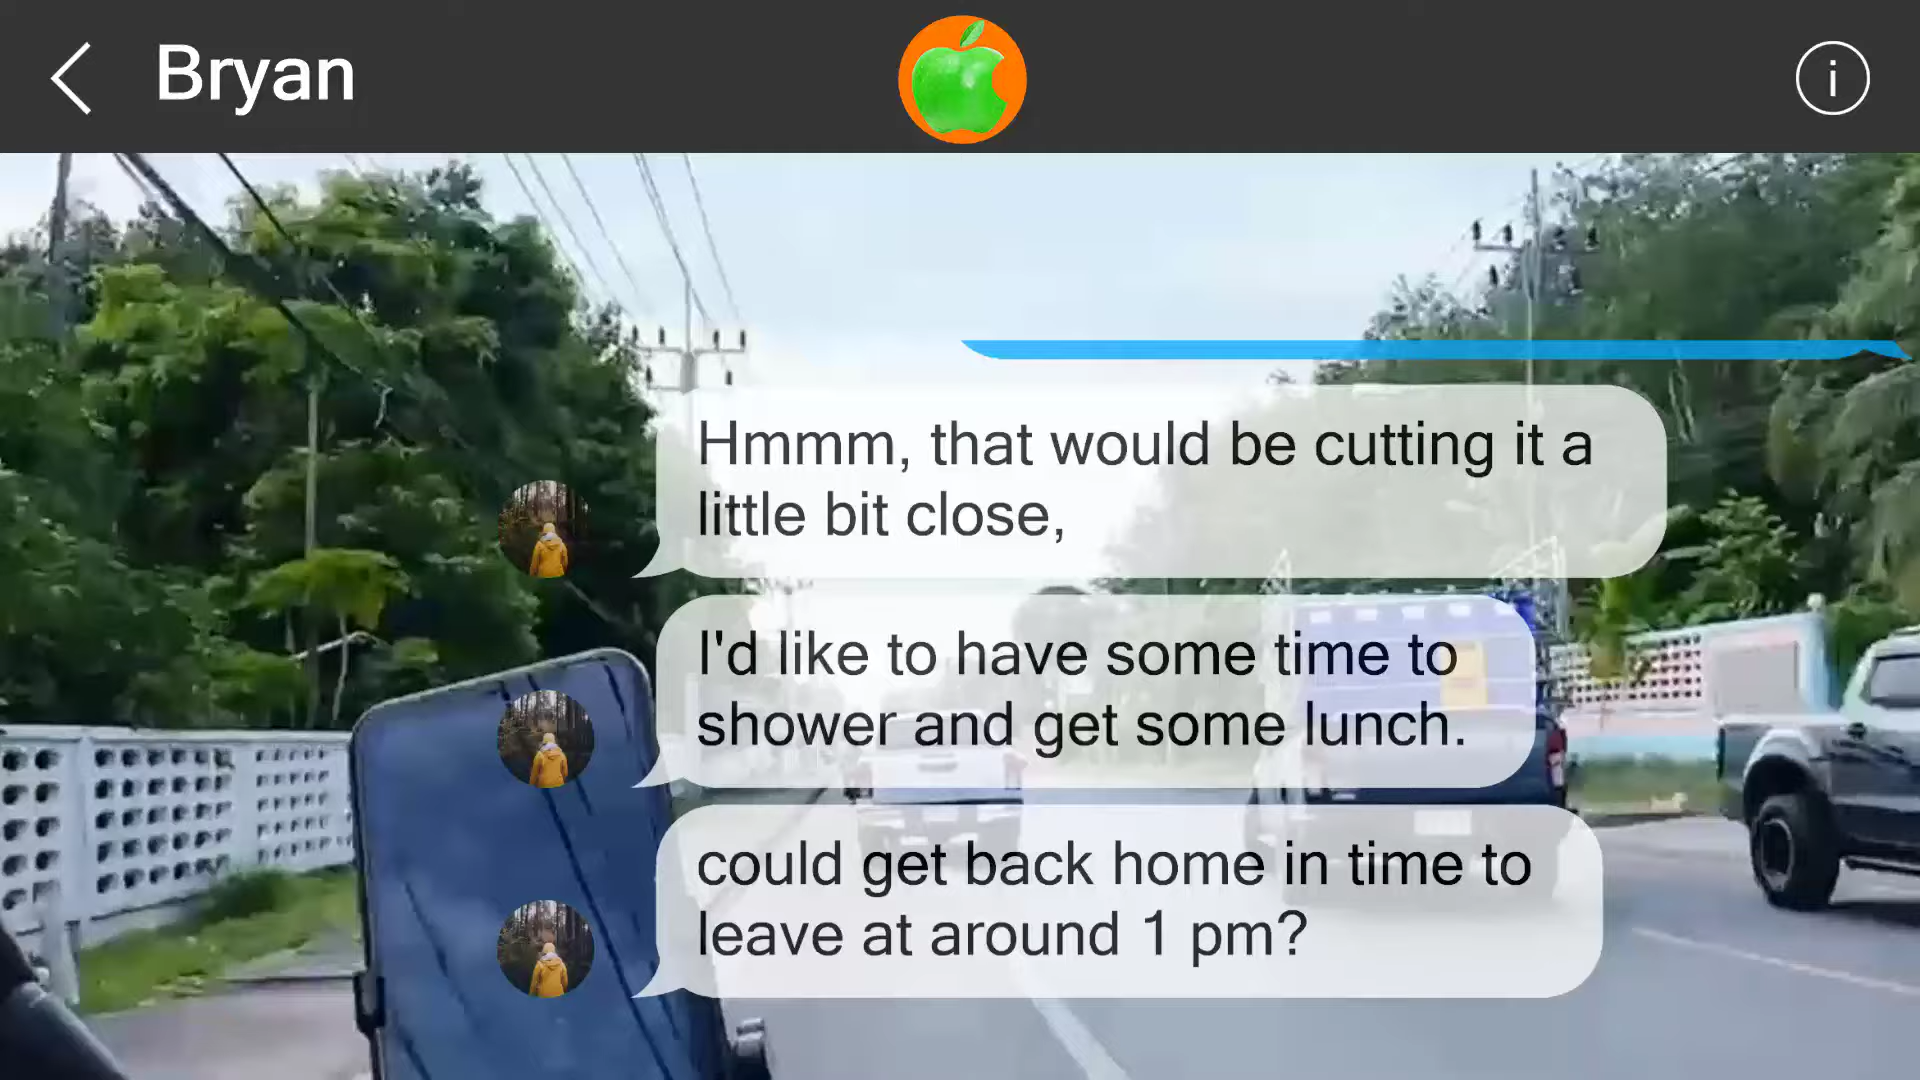 Bryan
Hmmm, that would be cutting it a
little bit close,
I'd like to have some time to
shower and get some lunch.
could get back home in time to
leave at around 1 pm?